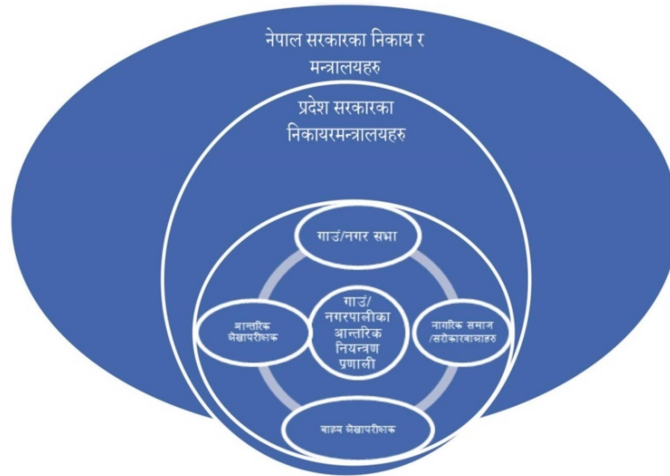 नेपाल सरकारका निकाय र
मन्त्रालयहरु
प्रदेश सरकारका
निकायरमन्त्रालयहरु
गाउं/नगर सभा
आन्तरिक
लेखापरीक्षक
गाउं/
नगरपालीका
आन्तरिक
नियन्त्रण
प्रणाली
नागरिक समाज
/सरोकारवालाहरु
बाह्य लेखापरीक्षक